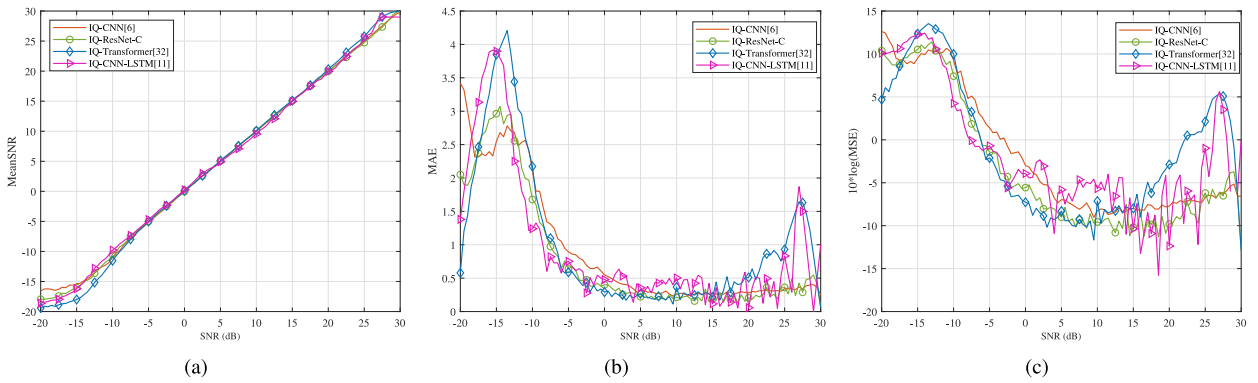 30
20
10
0
-10
-20
MeanSNR
-20 -15 -10 -5 0 5 10 15 20 25 30
SNR (dB)
IQ-CNN[6]
IQ-ResNet-C
IQ-Transformer[32]
IQ-CNN-LSTM[11]
(a)
4.5
4
3.5
3
2.5
2
1.5
1
0.5
0
MAE
-20 -15 -10 -5 0 5 10 15 20 25 30
SNR (dB)
IQ-CNN[6]
IQ-ResNet-C
IQ-Transformer[32]
IQ-CNN-LSTM[11]
(b)
15
10
5
0
-5
-10
-15
-20
10*log(MSE)
-20 -15 -10 -5 0 5 10 15 20 25 30
SNR (dB)
IQ-CNN[6]
IQ-ResNet-C
IQ-Transformer[32]
IQ-CNN-LSTM[11]
(c)